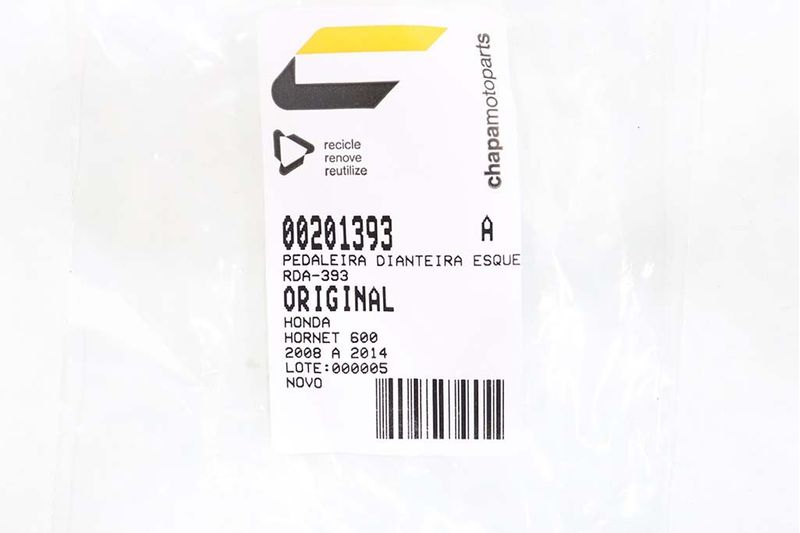 chapamotoparts
recicle
renove
reutilize
00201393 A
PEDALEIRA DIANTEIRA ESQUE
RDA-393
ORIGINAL
HONDA
HORNET 600
2008 A 2014
LOTE:000005
NOVO